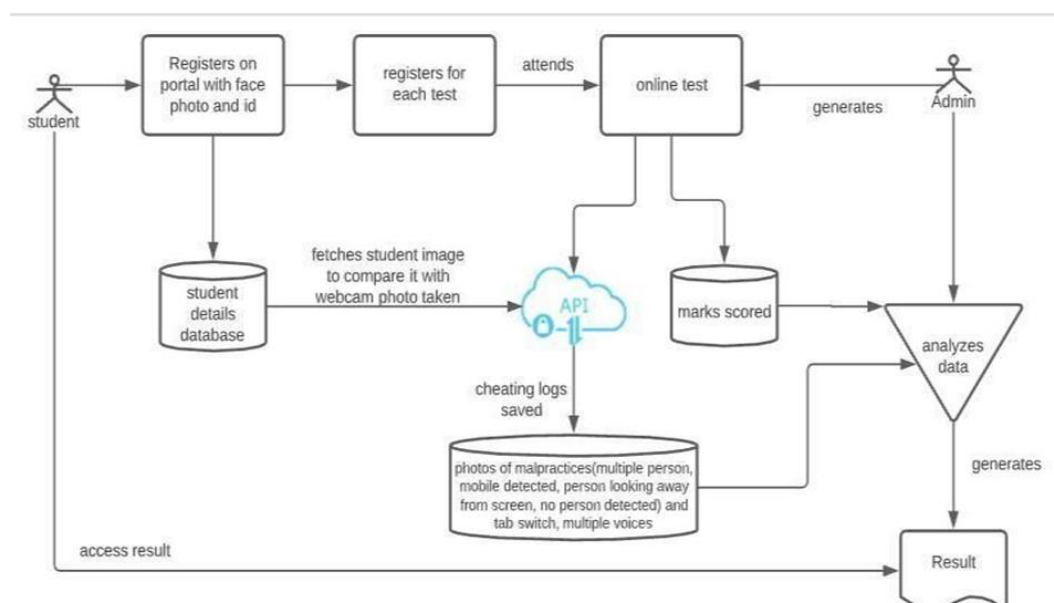 Registers on
portal with face
photo and id
registers for
each test
attends
online test
generates
student
Admin
fetches student image
to compare it with
webcam photo taken
student
details
database
API
marks scored
analyzes
data
cheating logs
saved
photos of malpractices(multiple person,
mobile detected, person looking away
from screen, no person detected) and
tab switch, multiple voices
generates
access result
Result